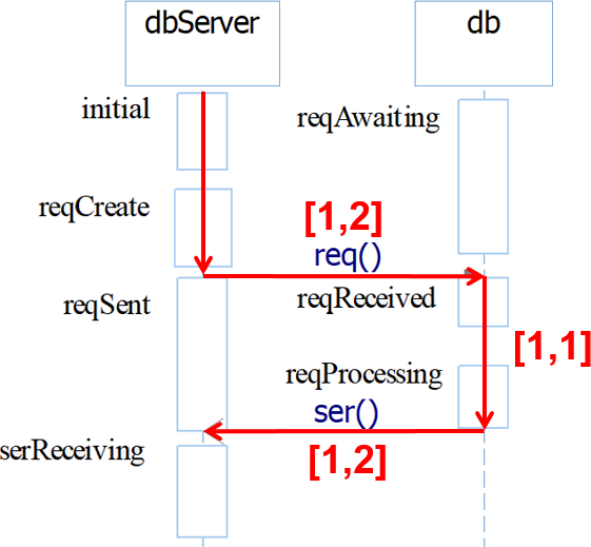 dbServer
db
initial
reqAwaiting
reqCreate
[1,2]
req()
reqSent
reqReceived
[1,1]
reqProcessing
ser()
serReceiving
[1,2]